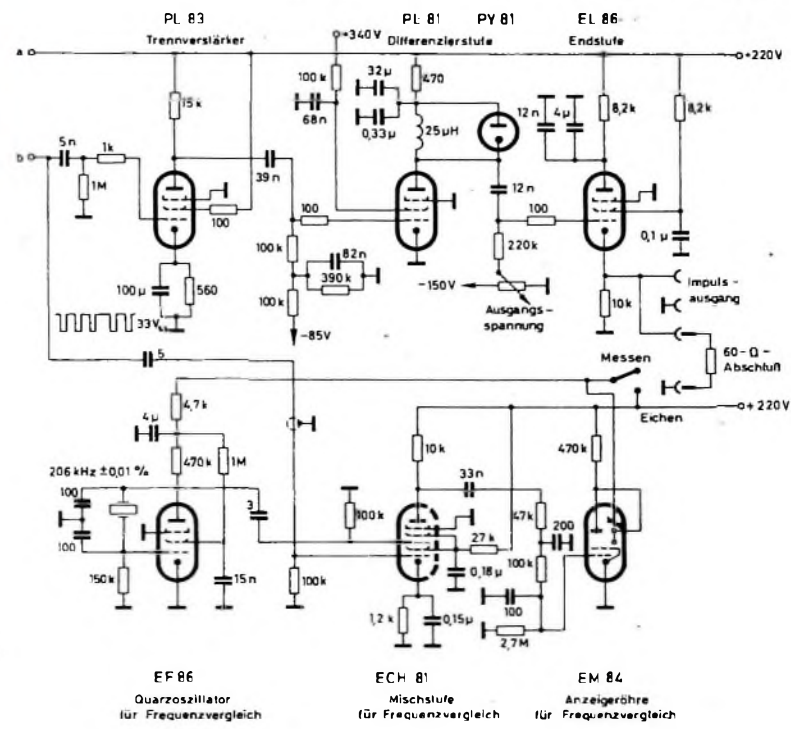 PL 83
Trennverstärker
PL 81
PY 81
Differenzierstufe
EL 86
Endstufe
a
+340V
+220V
15k
100k
68n
32µ
0,33µ
470
25µH
12n
4µ
8,2k
8,2k
b
5n
1k
1M
39n
100
100
12n
100
100k
82n
390k
220k
0,1µ
100µ
560
100k
-150V
10k
Impuls-
ausgang
33V
-85V
Ausgangs-
spannung
60-Ω-
Abschluß
5
Messen
Eichen
+220V
4,7k
4µ
470k
1M
10k
470k
206 kHz ±0,01 %
100
3
100k
33n
47k
200
27k
100
150k
15n
100k
0,18µ
100k
1,2k
0,15µ
100
2,7M
EF 86
Quarzoszillator
für Frequenzvergleich
ECH 81
Mischstufe
für Frequenzvergleich
EM 84
Anzeigeröhre
für Frequenzvergleich